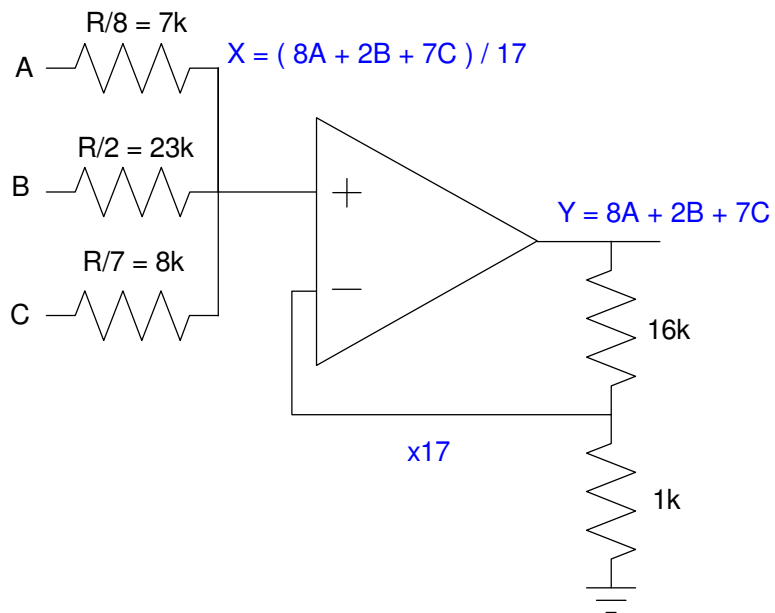 R/8 = 7k
A
X = ( 8A + 2B + 7C ) / 17
R/2 = 23k
B
+
Y = 8A + 2B + 7C
R/7 = 8k
C
−
16k
x17
1k